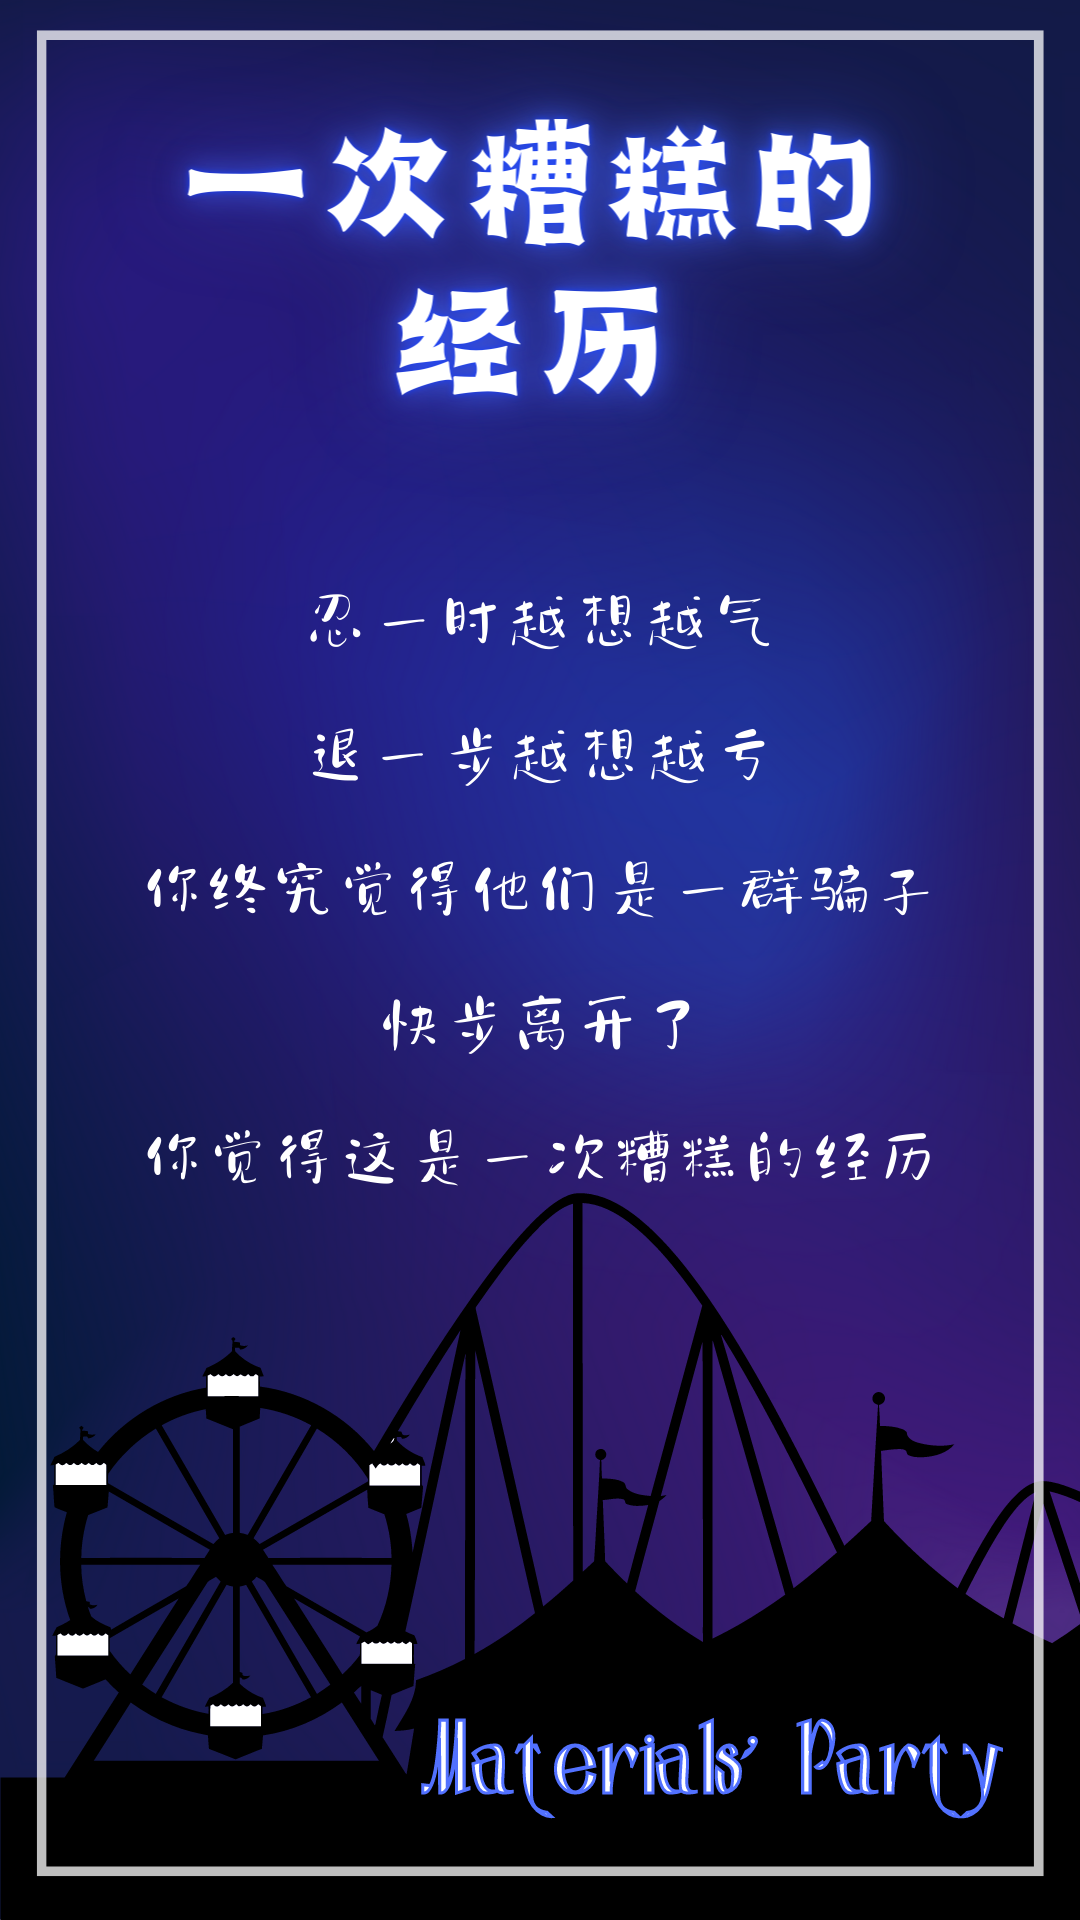 一次糟糕的
经历
忍一时越想越气
退一步越想越亏
你终究觉得他们是一群骗子
快步离开了
你觉得这是一次糟糕的经历
Materials' Party